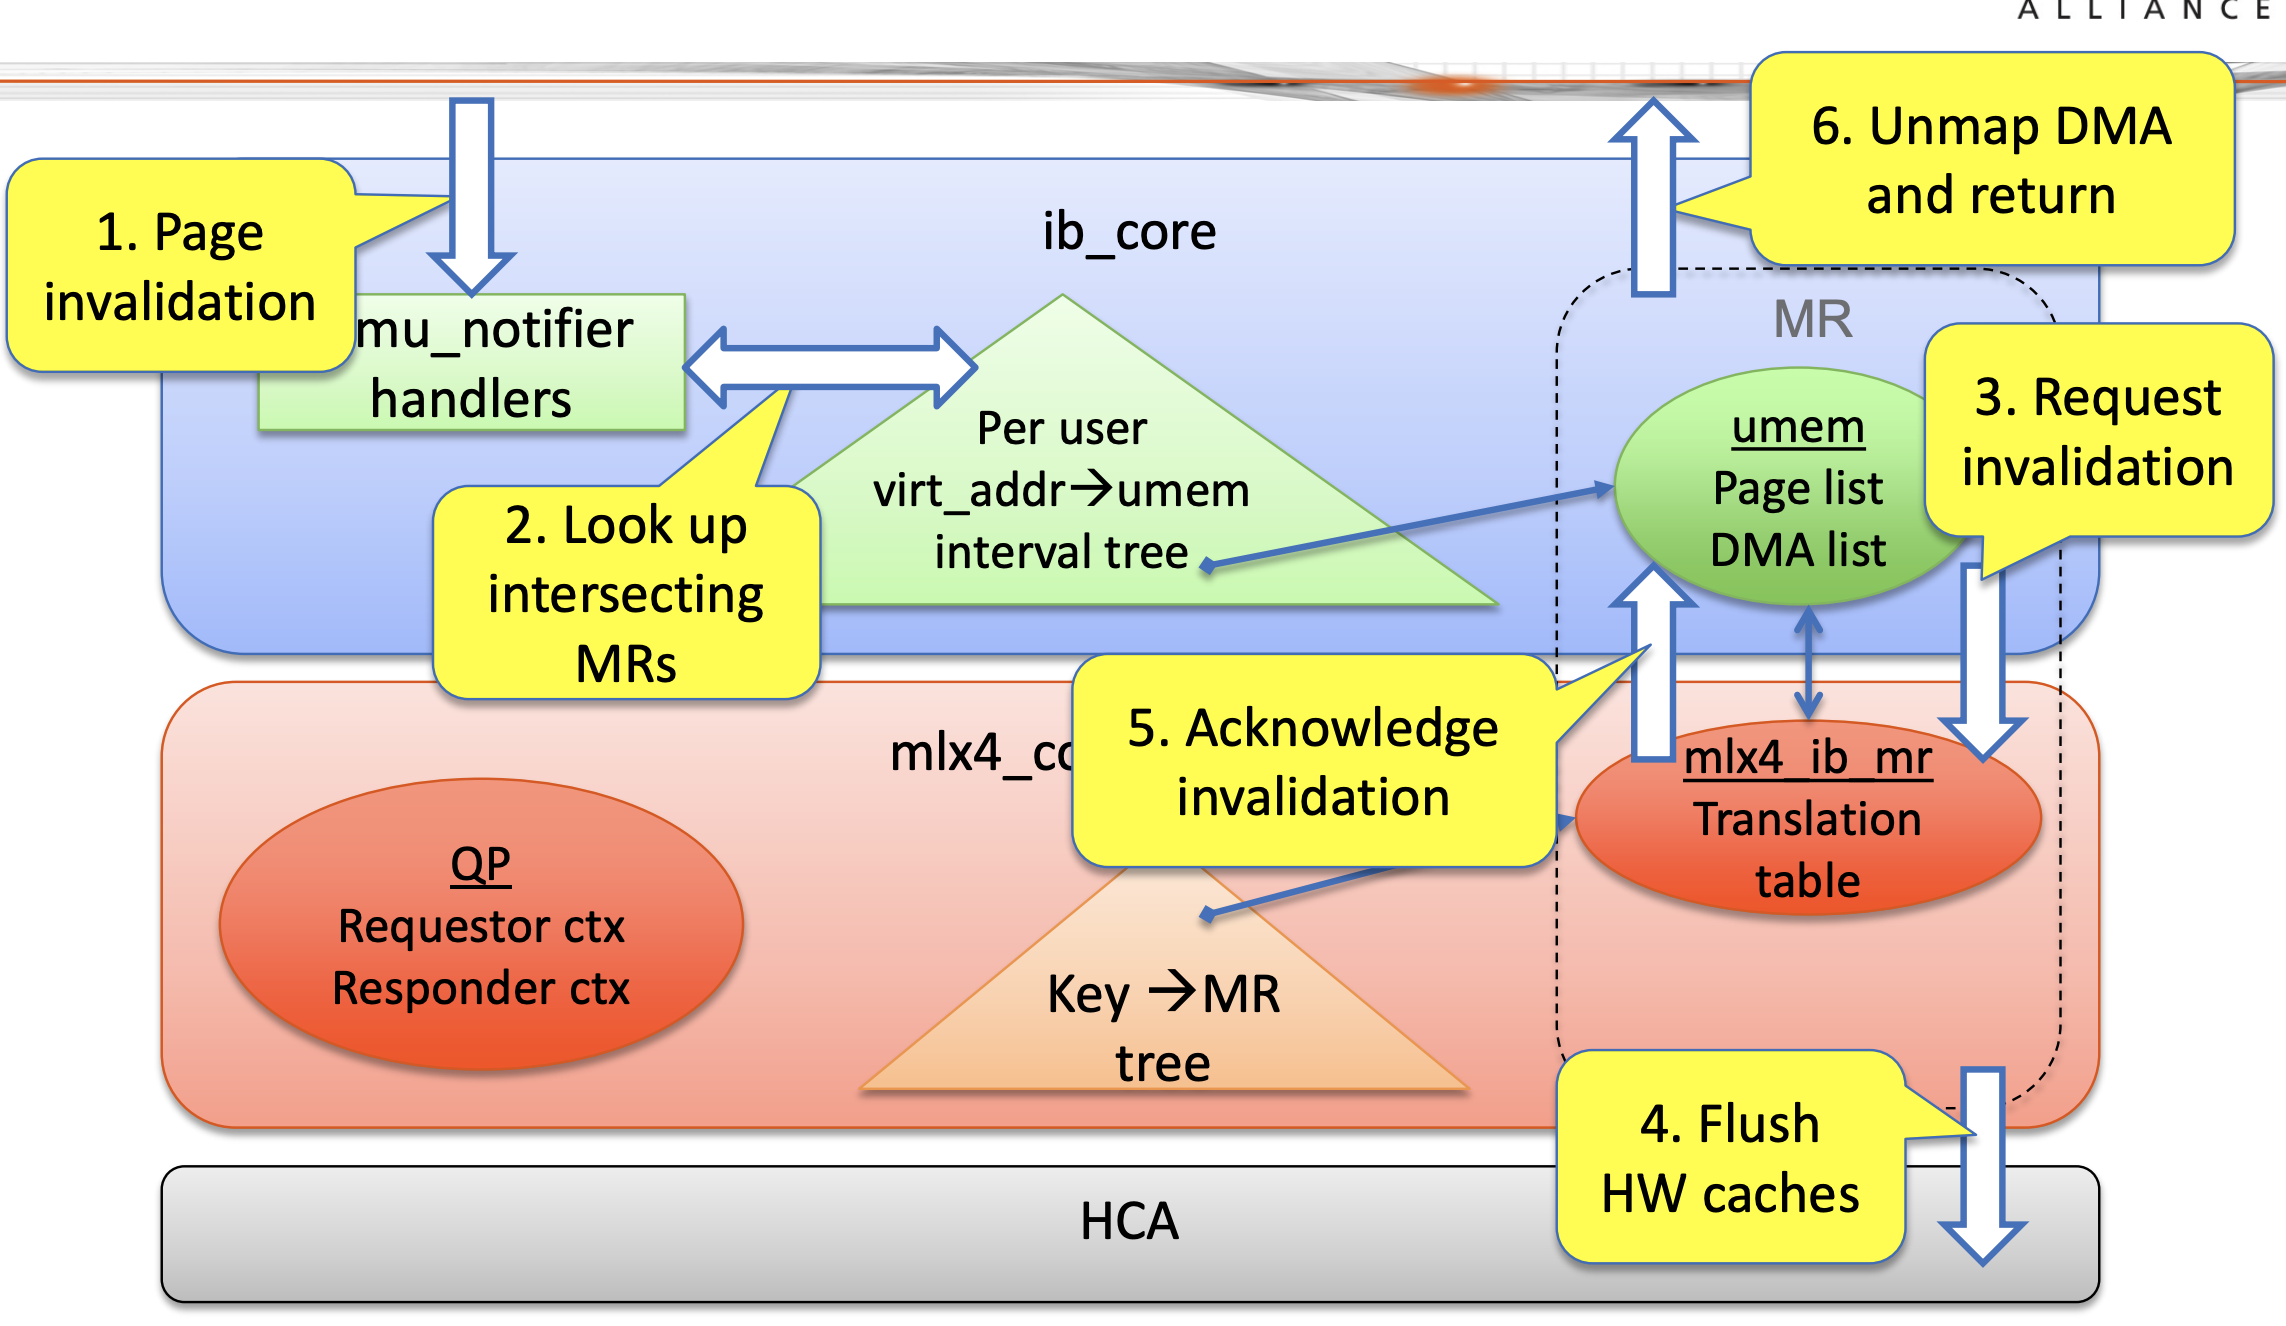 ALLIANCE
6. Unmap DMA
and return
1. Page
invalidation
ib_core
mu_notifier
handlers
MR
3. Request
invalidation
Per user
virt_addr→umem
interval tree
umem
Page list
DMA list
2. Look up
intersecting
MRs
mlx4_co
5. Acknowledge
invalidation
mlx4_ib_mr
Translation
table
QP
Requestor ctx
Responder ctx
Key →MR
tree
4. Flush
HW caches
HCA